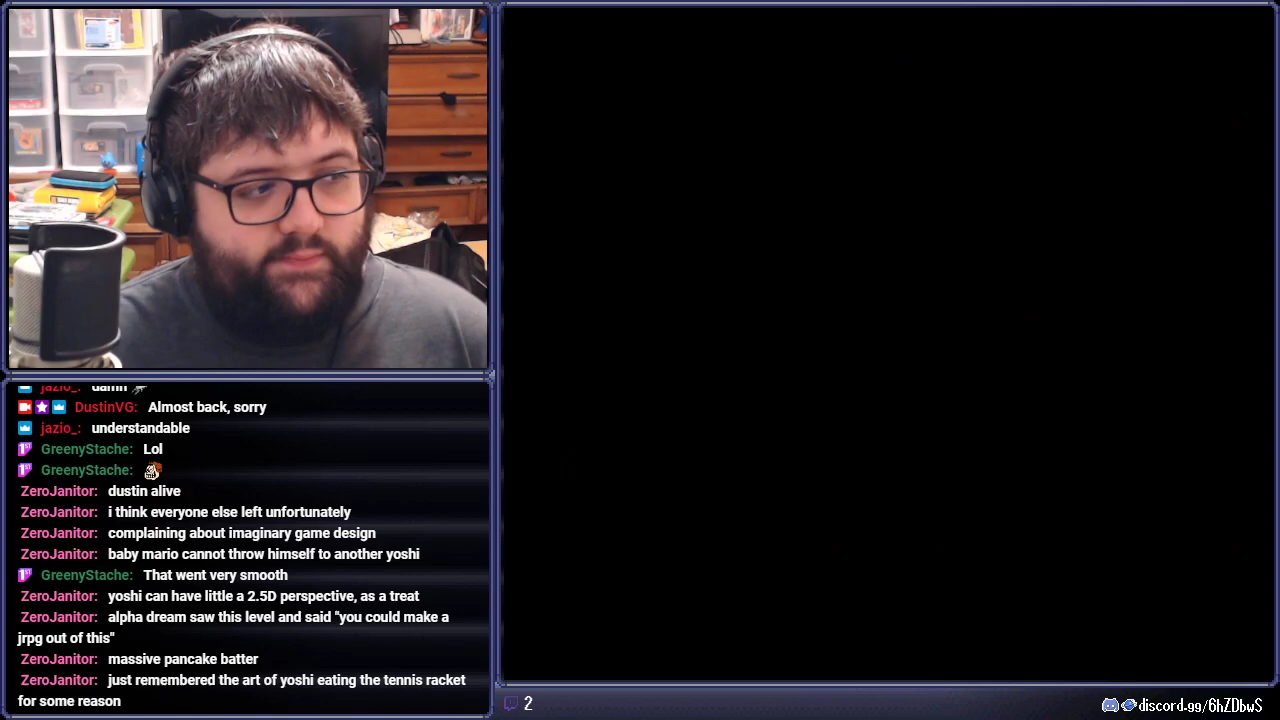 jazio_: damn
DustinVG: Almost back, sorry
jazio_: understandable
GreenyStache: Lol
GreenyStache:
ZeroJanitor: dustin alive
ZeroJanitor: i think everyone else left unfortunately
ZeroJanitor: complaining about imaginary game design
ZeroJanitor: baby mario cannot throw himself to another yoshi
GreenyStache: That went very smooth
ZeroJanitor: yoshi can have little a 2.5D perspective, as a treat
ZeroJanitor: alpha dream saw this level and said "you could make a
jrpg out of this"
ZeroJanitor: massive pancake batter
ZeroJanitor: just remembered the art of yoshi eating the tennis racket
for some reason
2
discord.gg/6hZDbwS